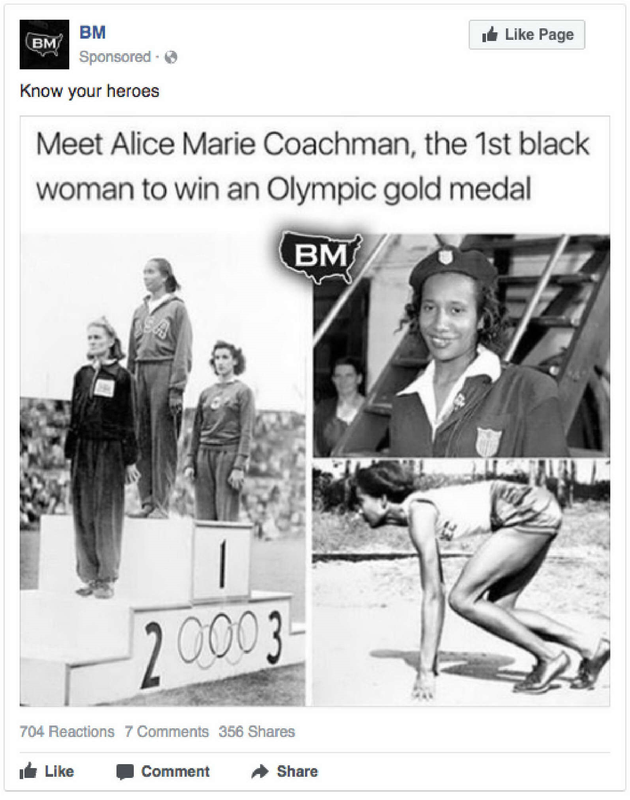 BM
BM
Sponsored ·
Like Page
Know your heroes
Meet Alice Marie Coachman, the 1st black
woman to win an Olympic gold medal
BM
USA
1
2
3
704 Reactions 7 Comments 356 Shares
Like Comment Share